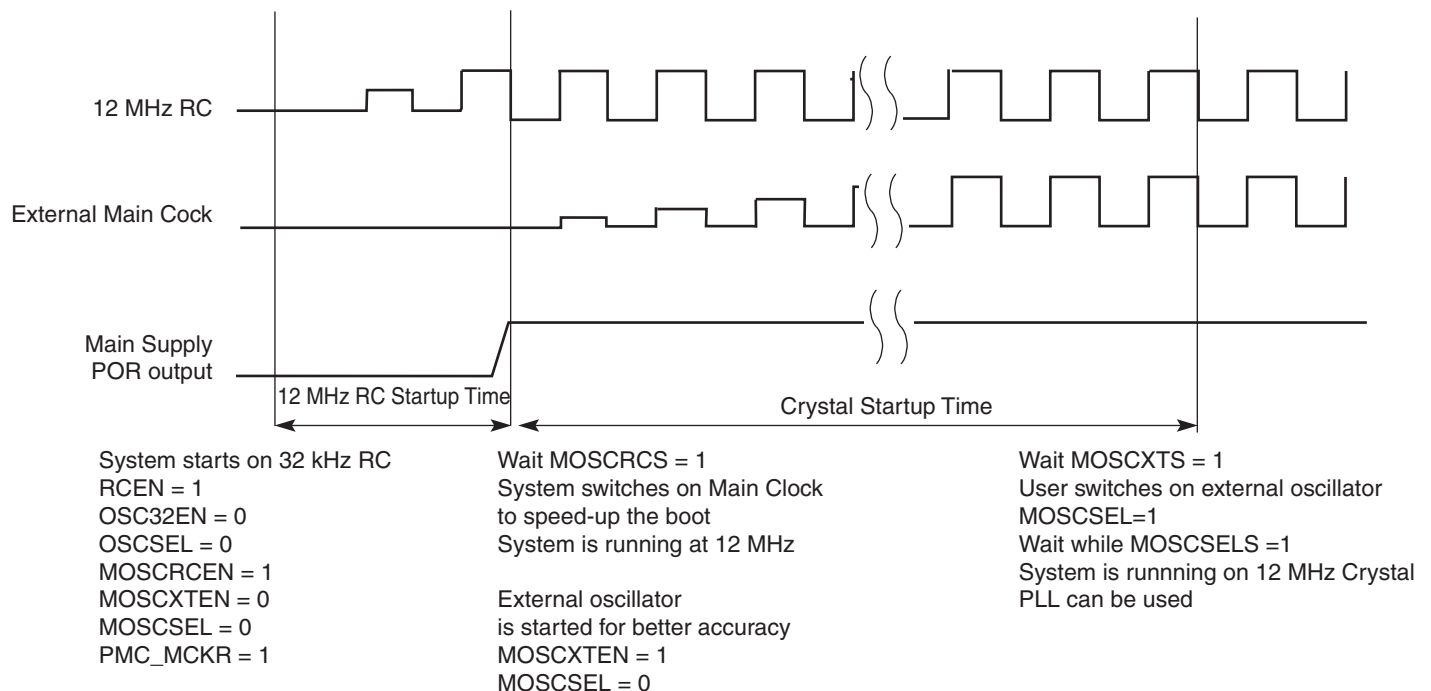 12 MHz RC
External Main Cock
Main Supply
POR output
12 MHz RC Startup Time
Crystal Startup Time
System starts on 32 kHz RC
RCEN = 1
OSC32EN = 0
OSCSEL = 0
MOSCRCEN = 1
MOSCXTEN = 0
MOSCSEL = 0
PMC_MCKR = 1
Wait MOSCRCS = 1
System switches on Main Clock
to speed-up the boot
System is running at 12 MHz
External oscillator
is started for better accuracy
MOSCXTEN = 1
MOSCSEL = 0
Wait MOSCXTS = 1
User switches on external oscillator
MOSCSEL=1
Wait while MOSCSELS =1
System is runnning on 12 MHz Crystal
PLL can be used